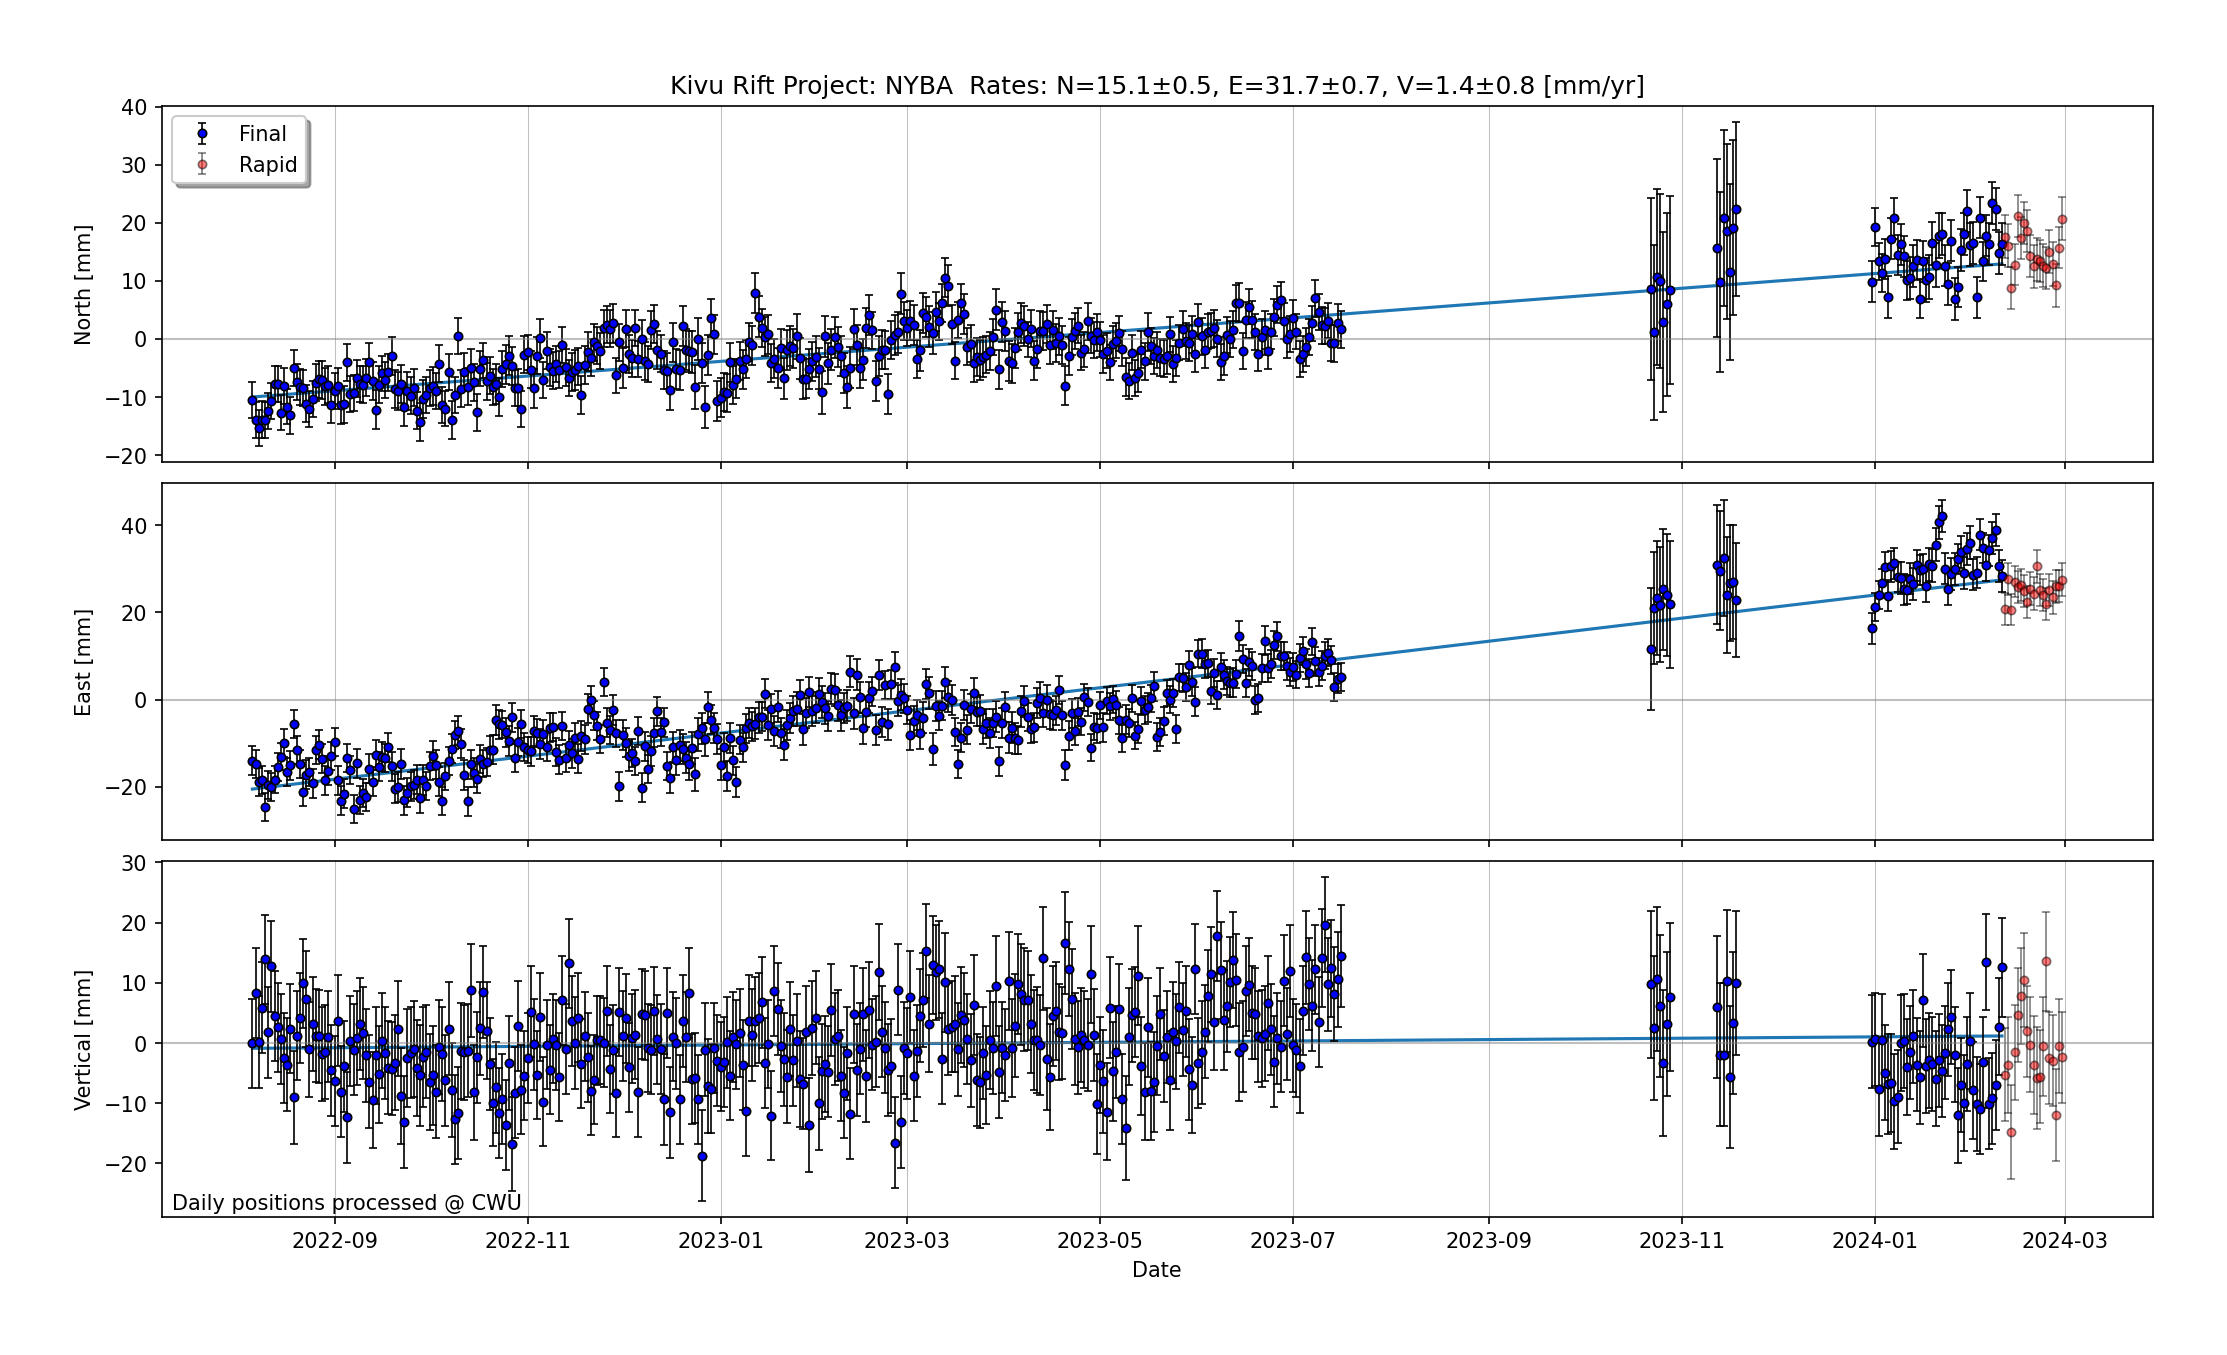 Kivu Rift Project: NYBA  Rates: N=15.1±0.5, E=31.7±0.7, V=1.4±0.8 [mm/yr]
Final
Rapid
North [mm]
40
30
20
10
0
−10
−20
East [mm]
40
20
0
−20
Vertical [mm]
30
20
10
0
−10
−20
Daily positions processed @ CWU
2022-09 2022-11 2023-01 2023-03 2023-05 2023-07 2023-09 2023-11 2024-01 2024-03
Date